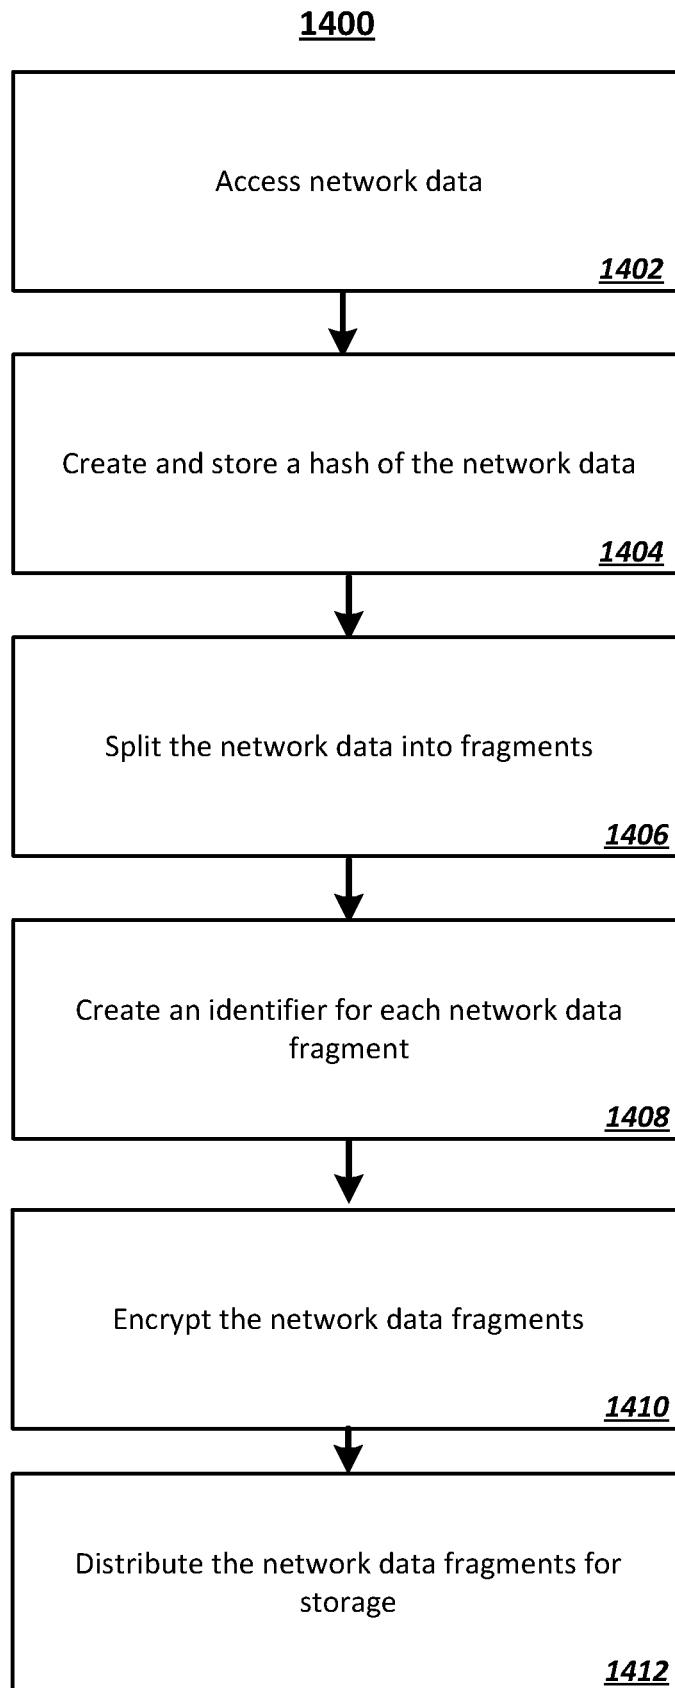 1400
Access network data
1402
Create and store a hash of the network data
1404
Split the network data into fragments
1406
Create an identifier for each network data
fragment
1408
Encrypt the network data fragments
1410
Distribute the network data fragments for
storage
1412